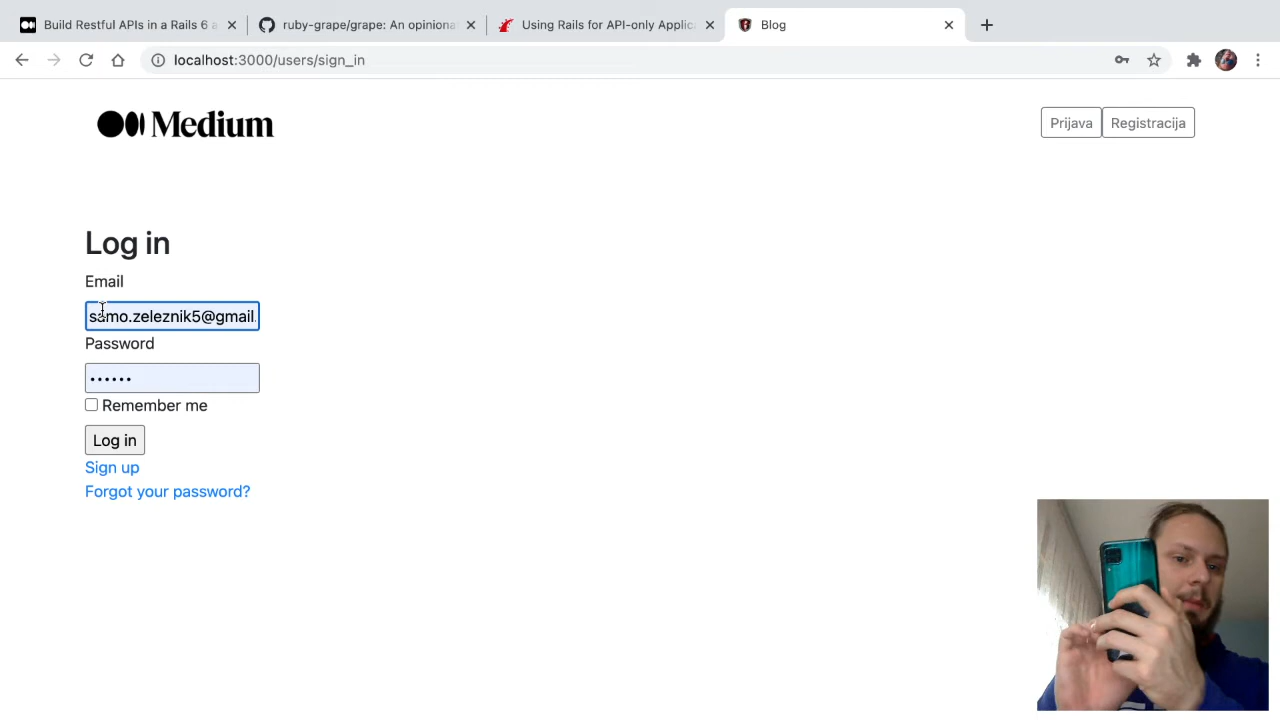 Build Restful APIs in a Rails 6 a
ruby-grape/grape: An opiniona
Using Rails for API-only Applica
Blog
localhost:3000/users/sign_in
Medium
Prijava
Registracija
Log in
Email
samo.zeleznik5@gmail.
Password
Remember me
Log in
Sign up
Forgot your password?